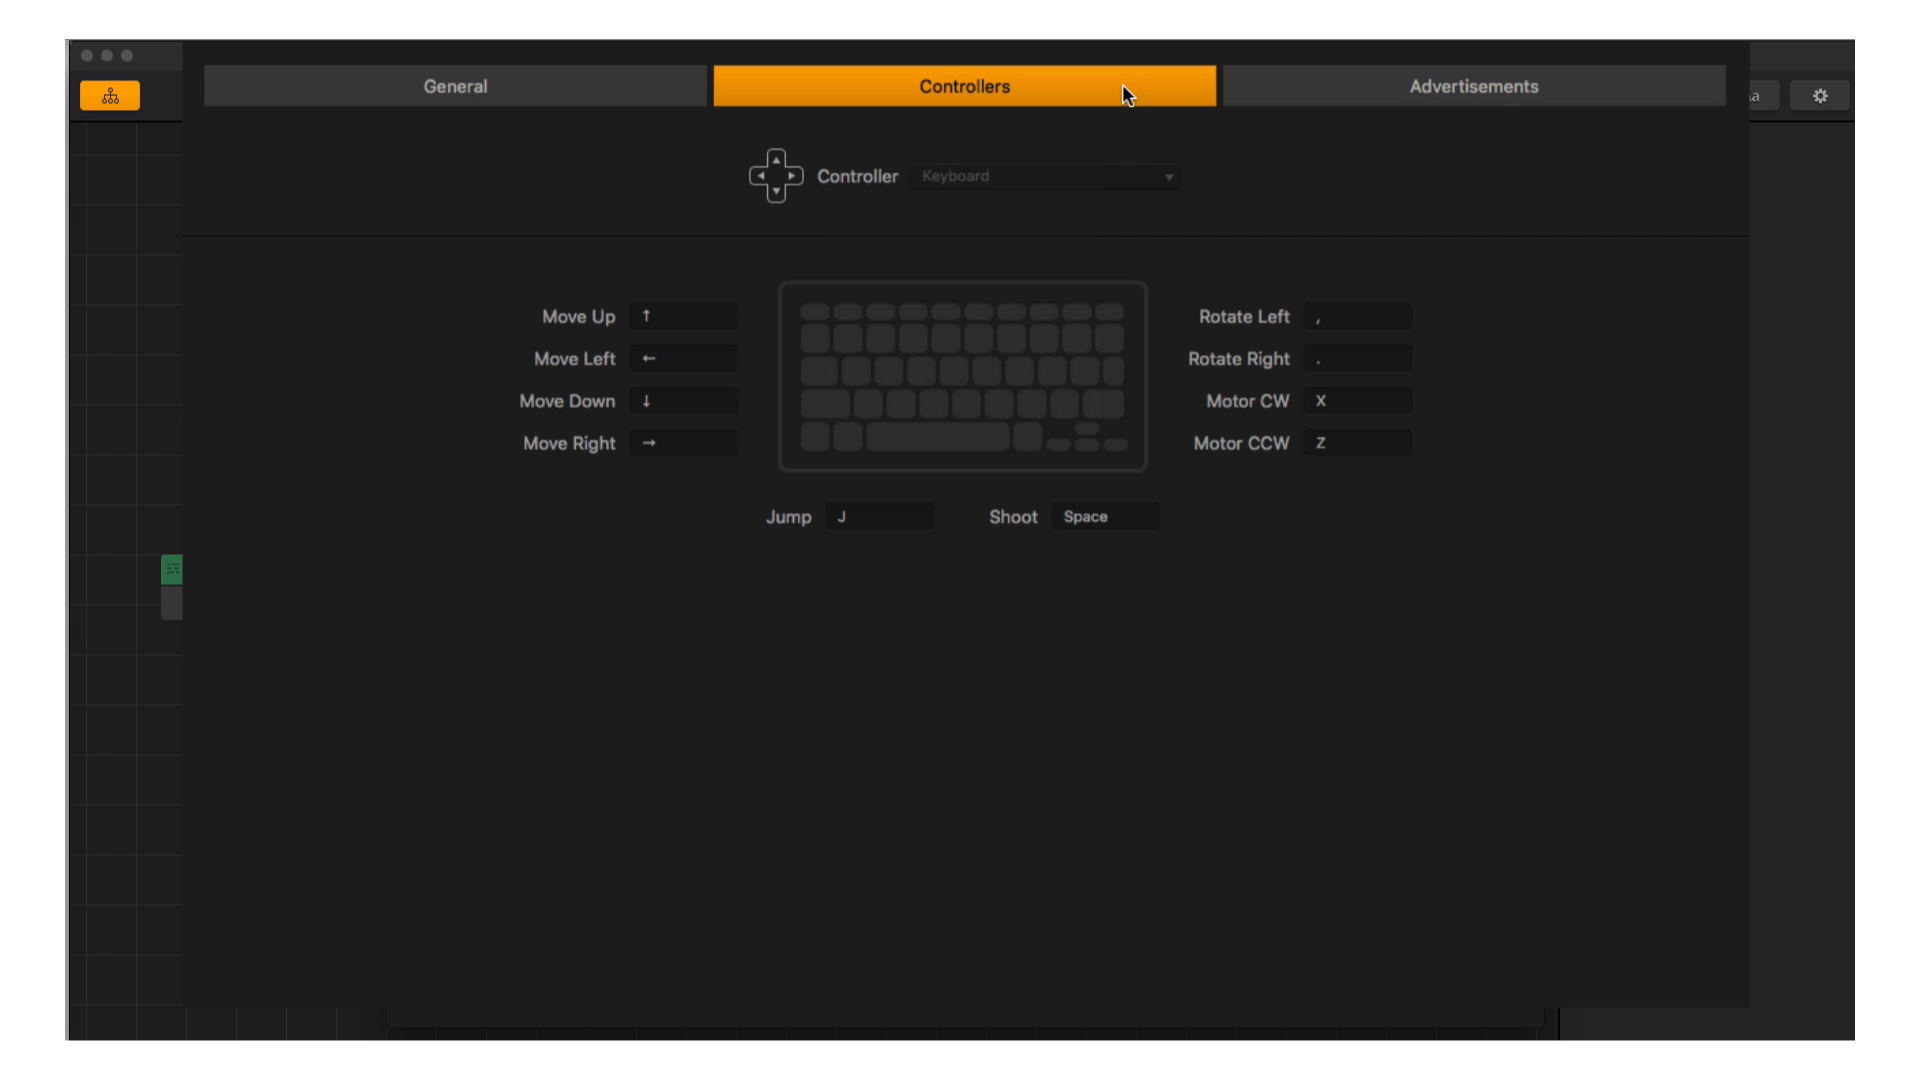 General
Controllers
Advertisements
Controller Keyboard
Move Up ↑
Move Left ←
Move Down ↓
Move Right →
Rotate Left ,
Rotate Right .
Motor CW X
Motor CCW Z
Jump J
Shoot Space